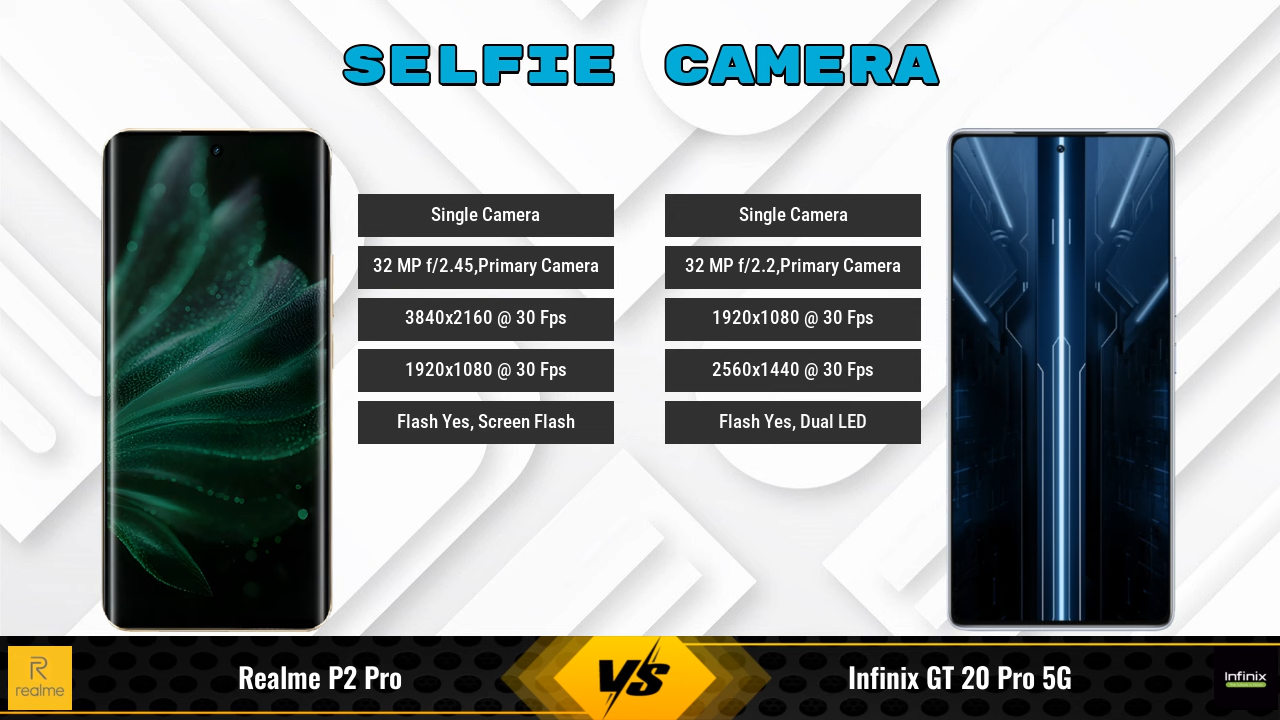 SELFIE CAMERA
Single Camera
32 MP f/2.45,Primary Camera
3840x2160 @ 30 Fps
1920x1080 @ 30 Fps
Flash Yes, Screen Flash
Single Camera
32 MP f/2.2,Primary Camera
1920x1080 @ 30 Fps
2560x1440 @ 30 Fps
Flash Yes, Dual LED
realme
Realme P2 Pro
VS
Infinix GT 20 Pro 5G
Infinix